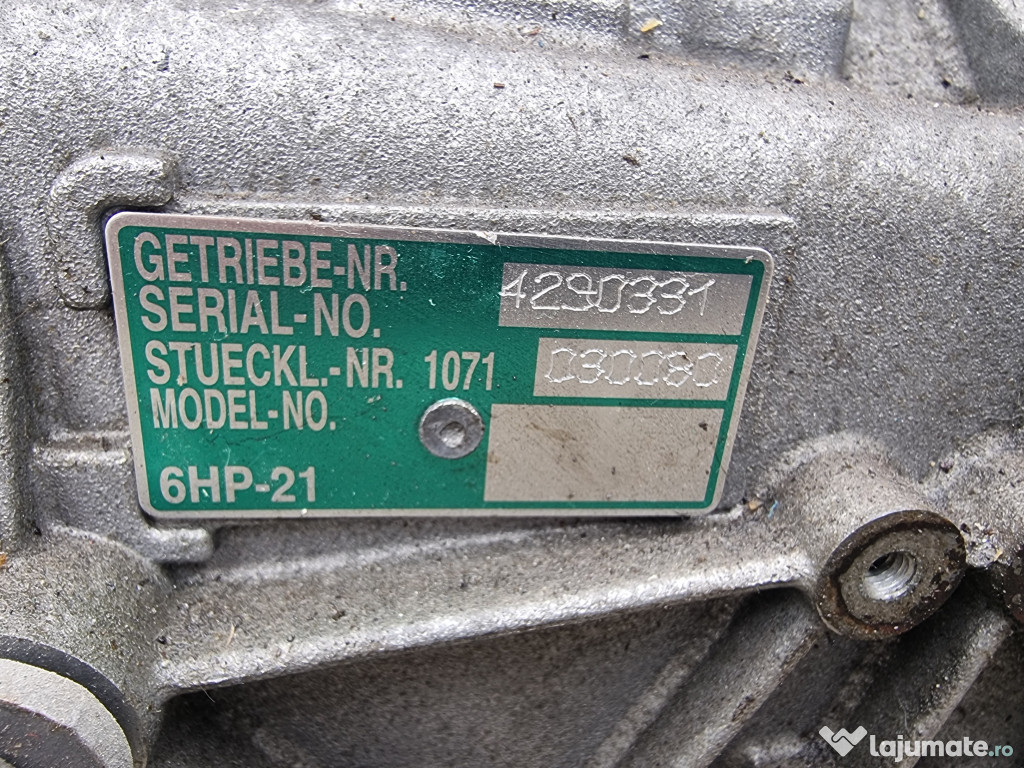 GETRIEBE-NR.
SERIAL-NO. 4290331
STUECKL.-NR. 1071 030080
MODEL-NO.
6HP-21
lajumate.ro